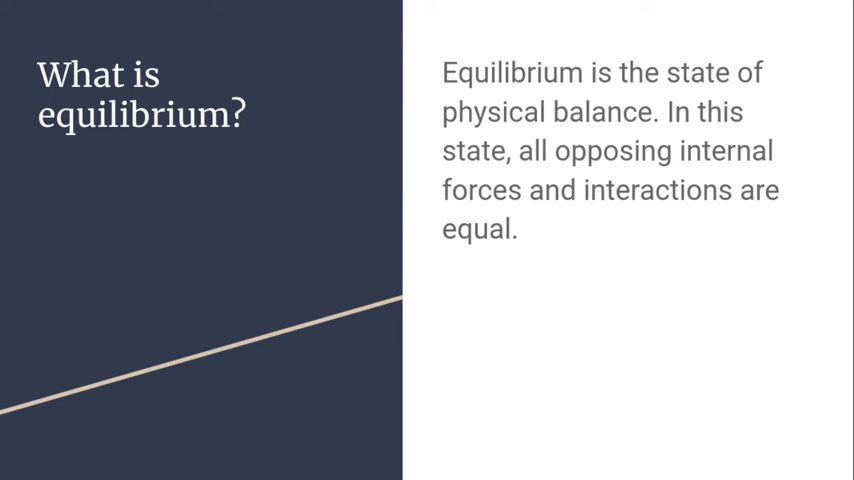 What is
equilibrium?
Equilibrium is the state of
physical balance. In this
state, all opposing internal
forces and interactions are
equal.